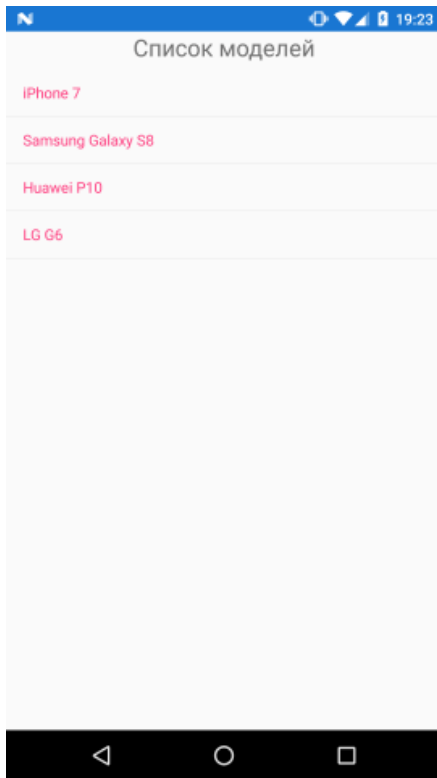 19:23
Список моделей
iPhone 7
Samsung Galaxy S8
Huawei P10
LG G6